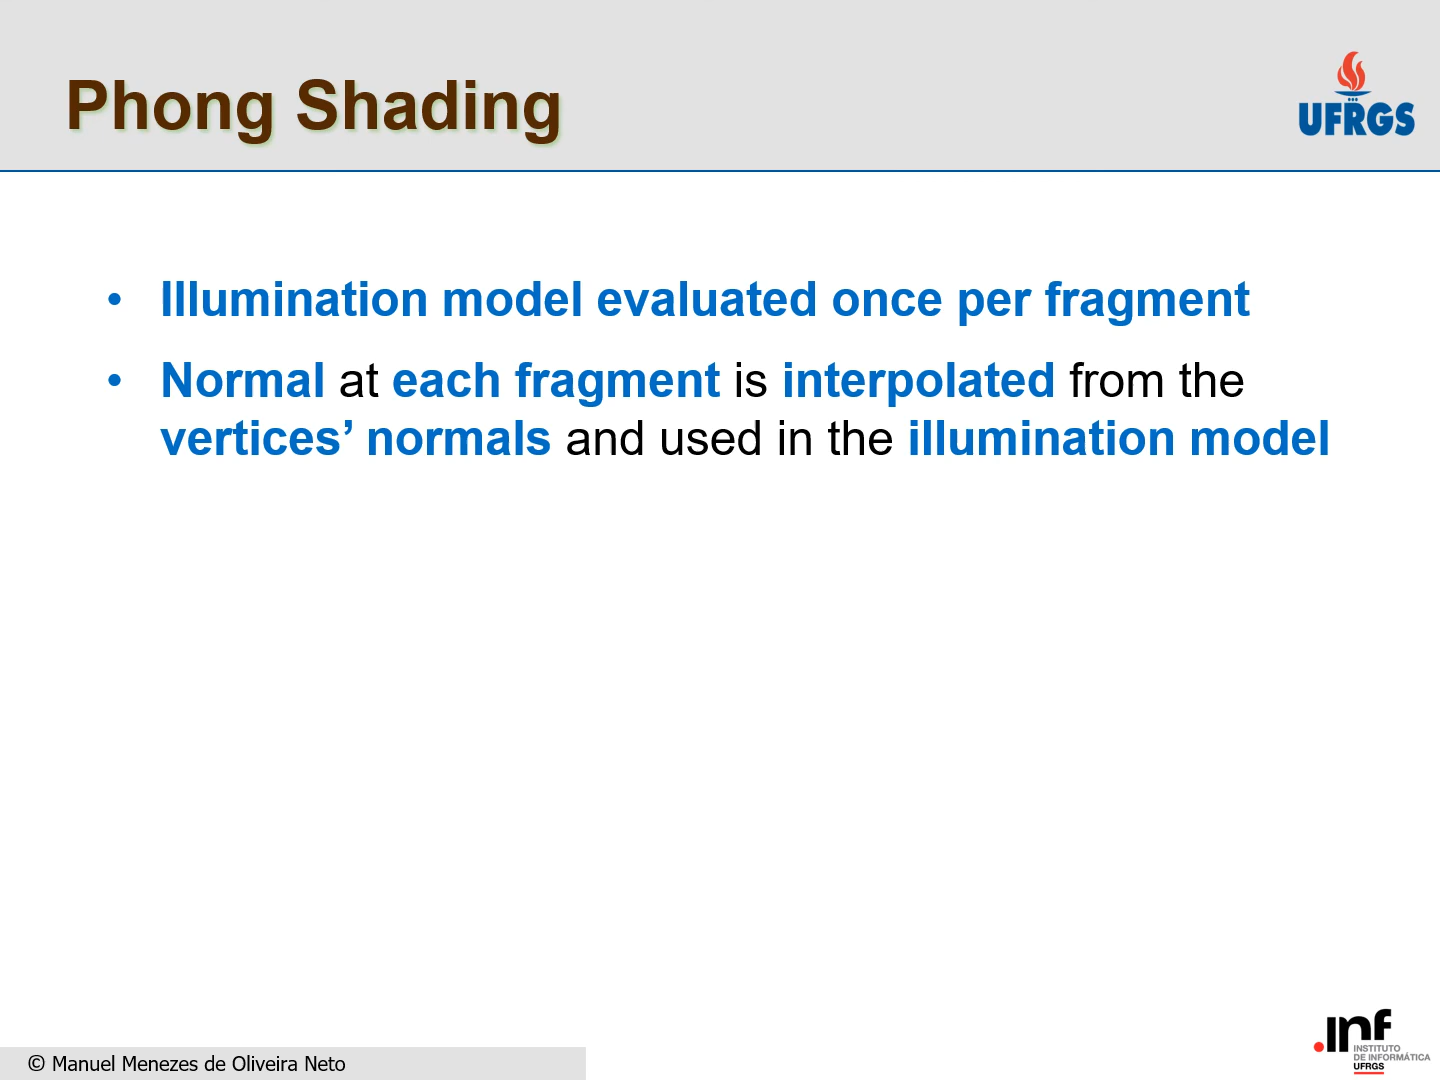 Phong Shading
UFRGS
• Illumination model evaluated once per fragment
• Normal at each fragment is interpolated from the
vertices’ normals and used in the illumination model
© Manuel Menezes de Oliveira Neto
.inf
INSTITUTO
DE INFORMÁTICA
UFRGS